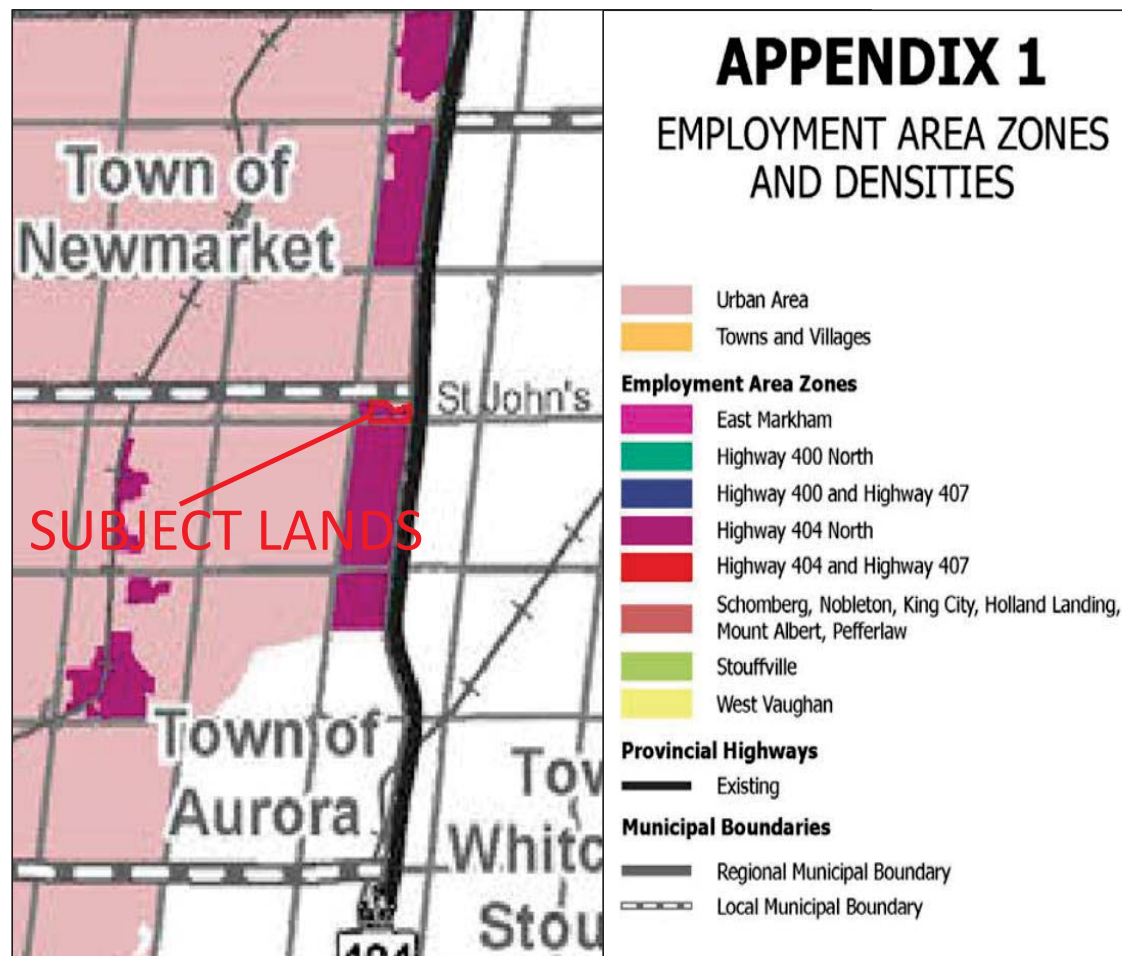 Town of
Newmarket
St John's
SUBJECT LANDS
Town of
Aurora
APPENDIX 1
EMPLOYMENT AREA ZONES
AND DENSITIES
Urban Area
Towns and Villages
Employment Area Zones
East Markham
Highway 400 North
Highway 400 and Highway 407
Highway 404 North
Highway 404 and Highway 407
Schomberg, Nobleton, King City, Holland Landing,
Mount Albert, Pefferlaw
Stouffville
West Vaughan
Provincial Highways
Existing
Municipal Boundaries
Regional Municipal Boundary
Local Municipal Boundary